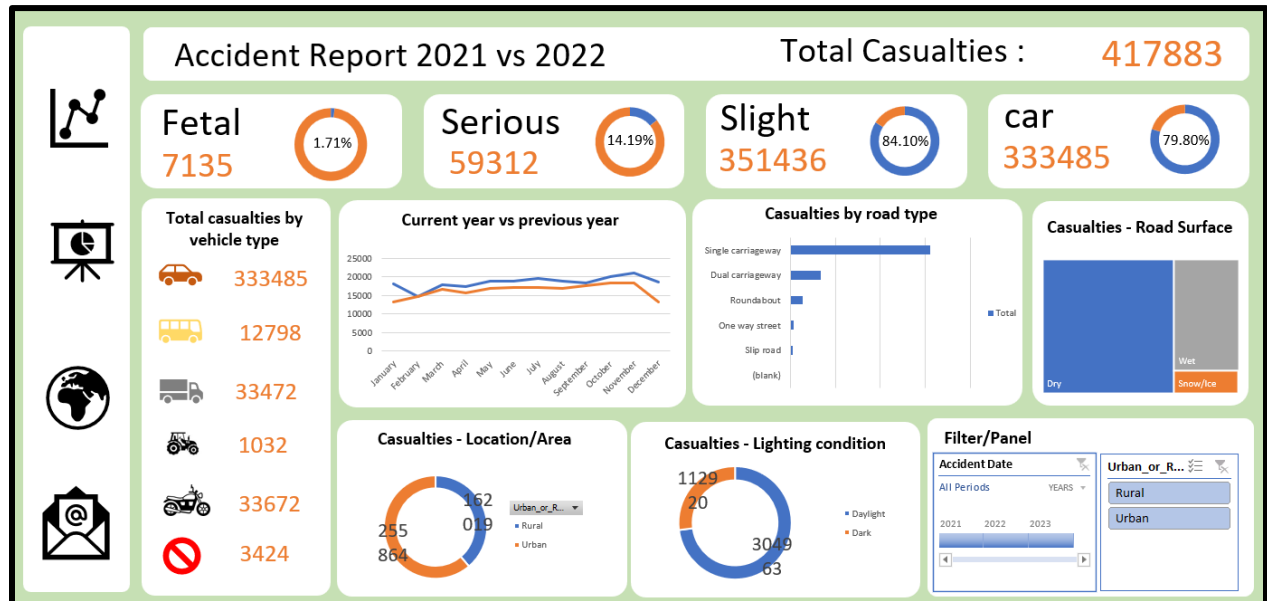 Accident Report 2021 vs 2022
Total Casualties :
417883
Fetal
7135
1.71%
Serious
59312
14.19%
Slight
351436
84.10%
car
333485
79.80%
Total casualties by
vehicle type
333485
12798
33472
1032
33672
3424
Current year vs previous year
25000
20000
15000
10000
5000
0
January
February
March
April
May
June
July
August
September
October
November
December
Casualties by road type
Single carriageway
Dual carriageway
Roundabout
One way street
Slip road
(blank)
Total
Casualties - Road Surface
Dry
Wet
Snow/Ice
Casualties - Location/Area
162
019
255
864
Urban_or_R...
Rural
Urban
Casualties - Lighting condition
1129
20
3049
63
Daylight
Dark
Filter/Panel
Accident Date
All Periods
YEARS
2021 2022 2023
Urban_or_R...
Rural
Urban
@